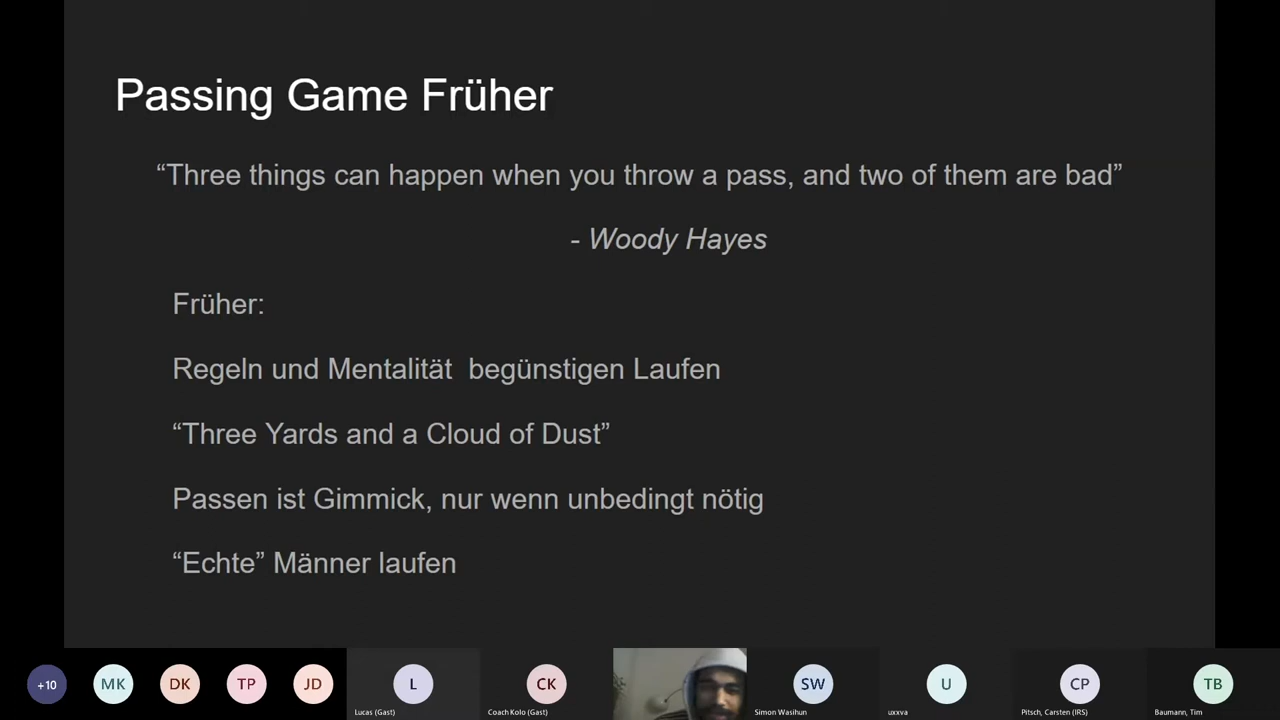 Passing Game Früher
“Three things can happen when you throw a pass, and two of them are bad”
- Woody Hayes
Früher:
Regeln und Mentalität  begünstigen Laufen
“Three Yards and a Cloud of Dust”
Passen ist Gimmick, nur wenn unbedingt nötig
“Echte” Männer laufen
+10
MK
DK
TP
JD
L
CK
SW
U
CP
TB
Lucas (Gast)
Coach Kolo (Gast)
Simon Wasihun
uxxva
Pitsch, Carsten (IRS)
Baumann, Tim